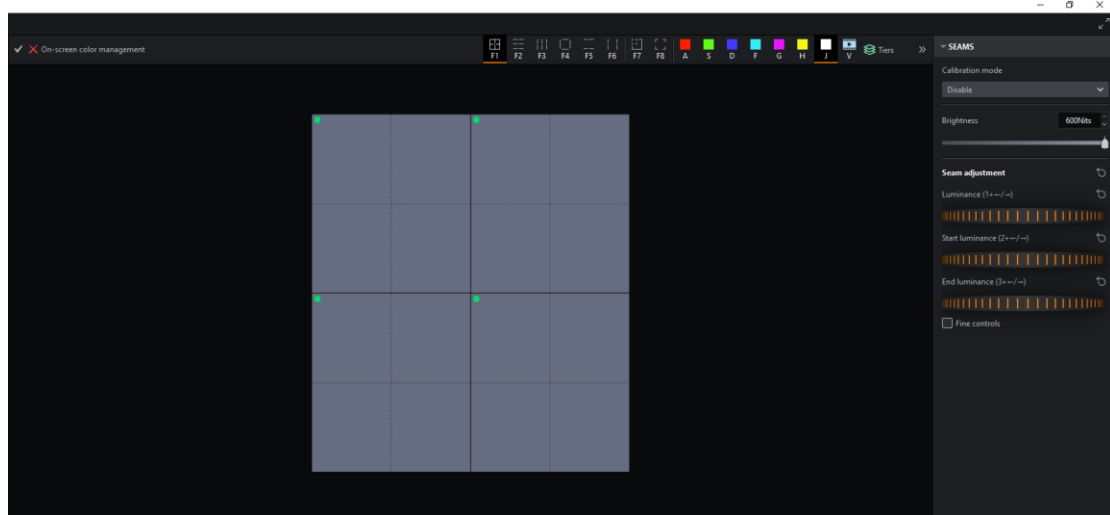 On-screen color management
F1 F2 F3 F4 F5 F6 F7 F8 A S D F G H J V Tiers »
SEAMS
Calibration mode
Disable
Brightness 600Nits
Seam adjustment
Luminance (1+←/→)
Start luminance (2+←/→)
End luminance (3+←/→)
Fine controls